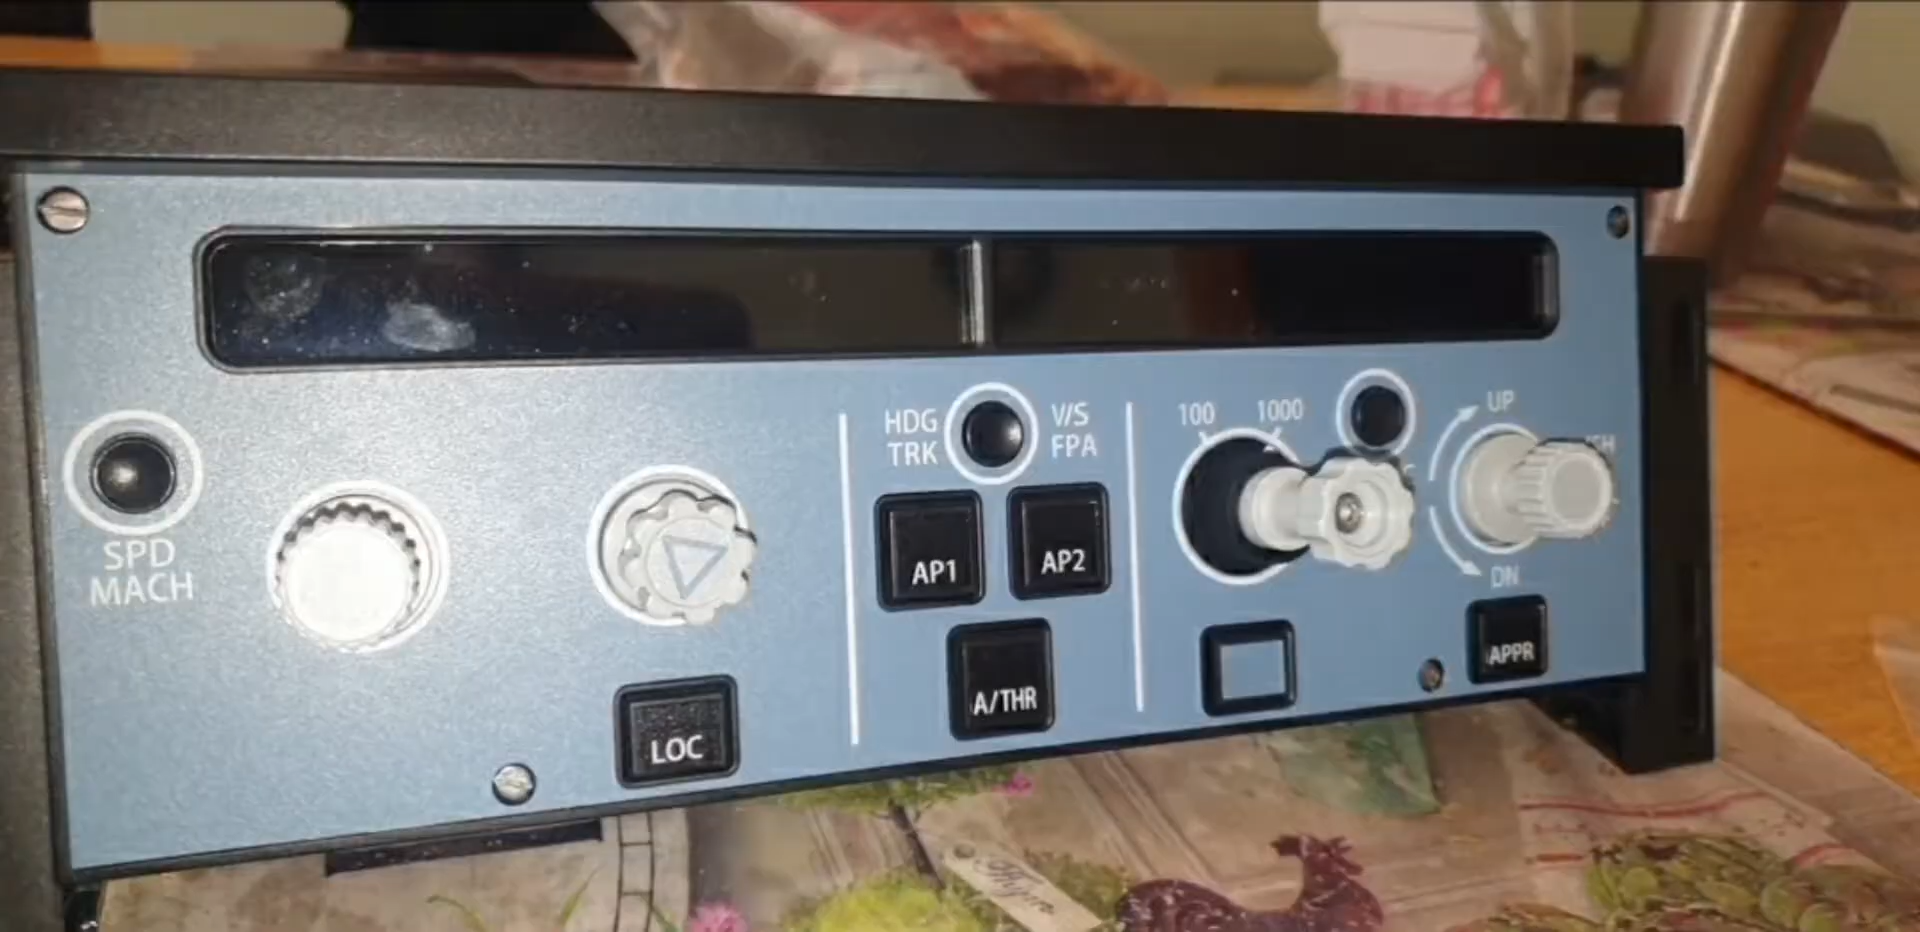 SPD
MACH
HDG
TRK
V/S
FPA
AP1
AP2
A/THR
LOC
100
1000
UP
DN
APPR